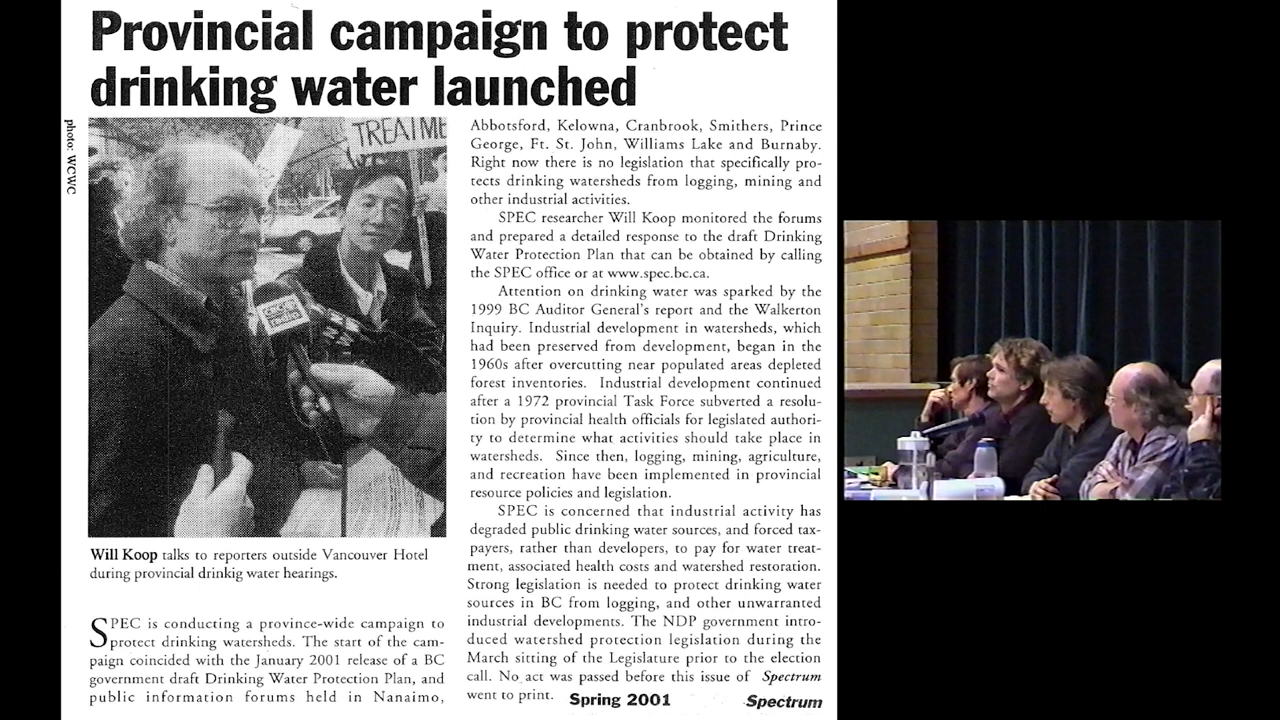 Provincial campaign to protect
drinking water launched
photo: WCWC
TREATME
Will Koop talks to reporters outside Vancouver Hotel
during provincial drinkig water hearings.
SPEC is conducting a province-wide campaign to
protect drinking watersheds. The start of the cam-
paign coincided with the January 2001 release of a BC
government draft Drinking Water Protection Plan, and
public information forums held in Nanaimo,
Abbotsford, Kelowna, Cranbrook, Smithers, Prince
George, Ft. St. John, Williams Lake and Burnaby.
Right now there is no legislation that specifically pro-
tects drinking watersheds from logging, mining and
other industrial activities.
SPEC researcher Will Koop monitored the forums
and prepared a detailed response to the draft Drinking
Water Protection Plan that can be obtained by calling
the SPEC office or at www.spec.bc.ca.
Attention on drinking water was sparked by the
1999 BC Auditor General's report and the Walkerton
Inquiry. Industrial development in watersheds, which
had been preserved from development, began in the
1960s after overcutting near populated areas depleted
forest inventories. Industrial development continued
after a 1972 provincial Task Force subverted a resolu-
tion by provincial health officials for legislated authori-
ty to determine what activities should take place in
watersheds. Since then, logging, mining, agriculture,
and recreation have been implemented in provincial
resource policies and legislation.
SPEC is concerned that industrial activity has
degraded public drinking water sources, and forced tax-
payers, rather than developers, to pay for water treat-
ment, associated health costs and watershed restoration.
Strong legislation is needed to protect drinking water
sources in BC from logging, and other unwarranted
industrial developments. The NDP government intro-
duced watershed protection legislation during the
March sitting of the Legislature prior to the election
call. No act was passed before this issue of Spectrum
went to print.
Spring 2001
Spectrum